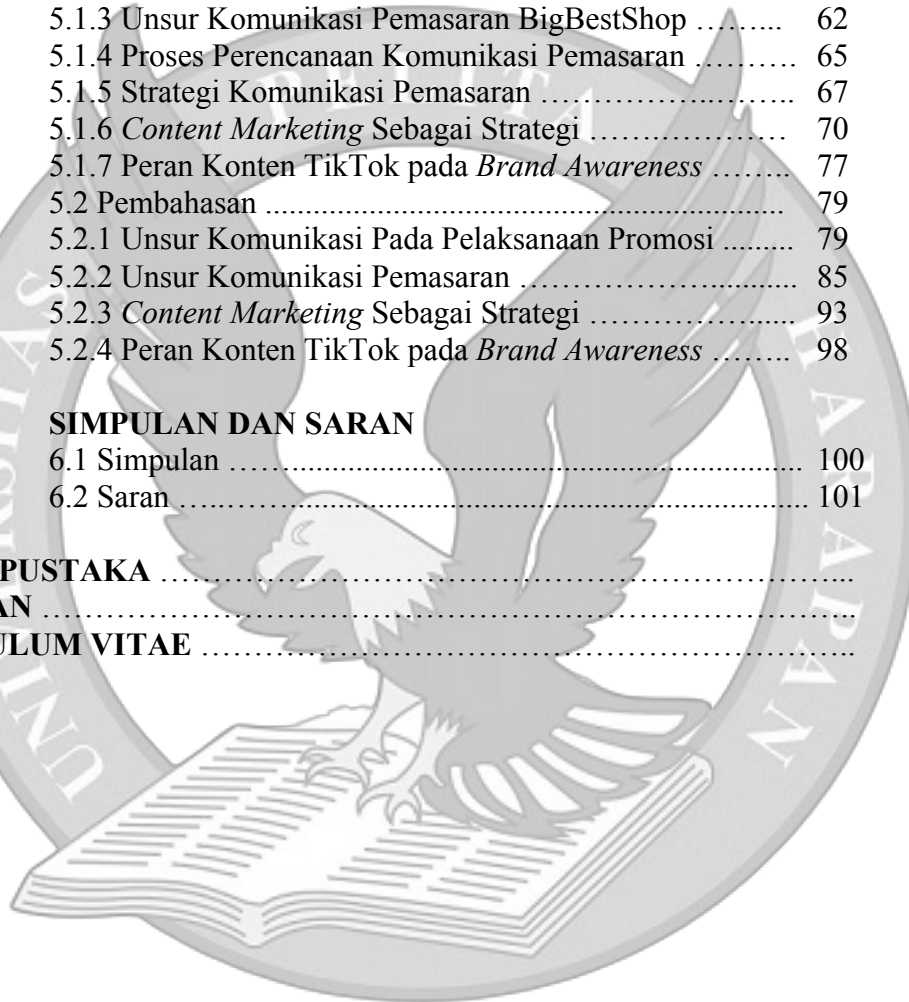 5.1.3 Unsur Komunikasi Pemasaran BigBestShop ………... 62
5.1.4 Proses Perencanaan Komunikasi Pemasaran ………. 65
5.1.5 Strategi Komunikasi Pemasaran …………………….. 67
5.1.6 Content Marketing Sebagai Strategi ………………… 70
5.1.7 Peran Konten TikTok pada Brand Awareness …….. 77
5.2 Pembahasan ........................................................................ 79
5.2.1 Unsur Komunikasi Pada Pelaksanaan Promosi ......... 79
5.2.2 Unsur Komunikasi Pemasaran ………………........... 85
5.2.3 Content Marketing Sebagai Strategi ………………...... 93
5.2.4 Peran Konten TikTok pada Brand Awareness …….. 98
SIMPULAN DAN SARAN
6.1 Simpulan ……......................................................................... 100
6.2 Saran …..……......................................................................... 101
PUSTAKA ………………………………………………………………...
AN ……………………………………………………………………………….
ULUM VITAE …………………………………………………………..
UNIVERSITAS PELITA HARAPAN